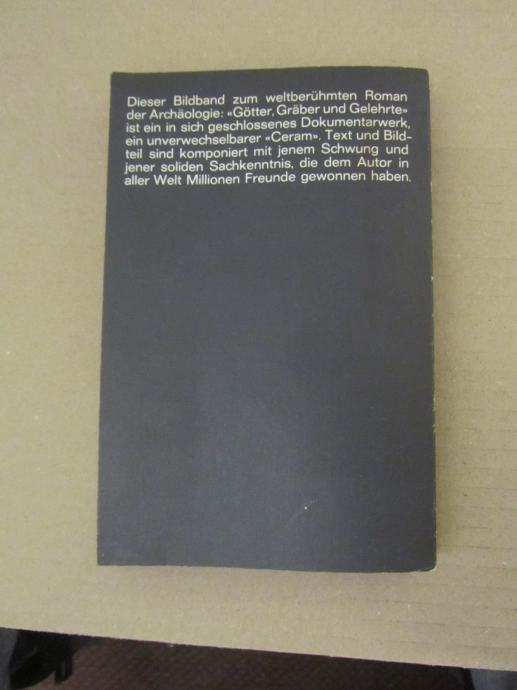 Dieser Bildband zum weltberühmten Roman
der Archäologie: «Götter, Gräber und Gelehrte»
ist ein in sich geschlossenes Dokumentarwerk,
ein unverwechselbarer «Ceram». Text und Bild-
teil sind komponiert mit jenem Schwung und
jener soliden Sachkenntnis, die dem Autor in
aller Welt Millionen Freunde gewonnen haben.